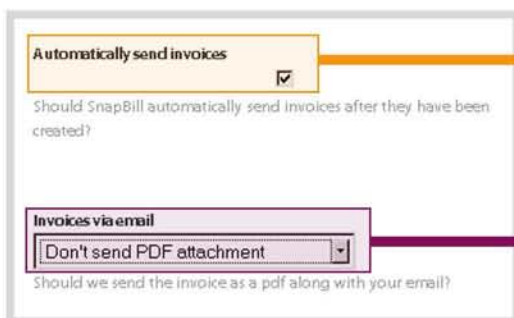 Automatically send invoices
Should SnapBill automatically send invoices after they have been
created?
Invoices via email
Don't send PDF attachment
Should we send the invoice as a pdf along with your email?